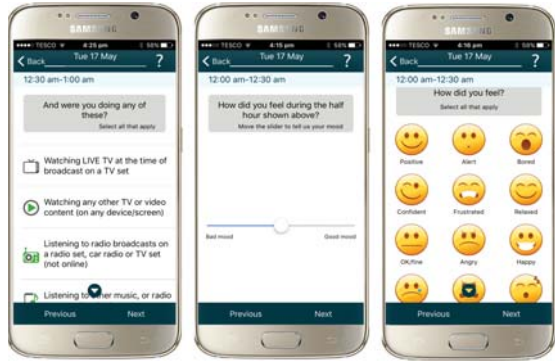 SAMSUNG
TESCO 4:25 pm 58%
Back Tue 17 May ?
12:30 am-1:00 am
And were you doing any of
these?
Select all that apply
Watching LIVE TV at the time of
broadcast on a TV set
Watching any other TV or video
content (on any device/screen)
Listening to radio broadcasts on
a radio set, car radio or TV set
(not online)
Listening to other music, or radio
Previous Next
SAMSUNG
TESCO 4:15 pm 58%
Back Tue 17 May ?
12:00 am-12:30 am
How did you feel during the half
hour shown above?
Move the slider to tell us your mood
Bad mood Good mood
Previous Next
SAMSUNG
TESCO 4:16 pm 58%
Back Tue 17 May ?
12:00 am-12:30 am
How did you feel?
Select all that apply
Positive Alert Bored
Confident Frustrated Relaxed
OK/fine Angry Happy
Previous Next